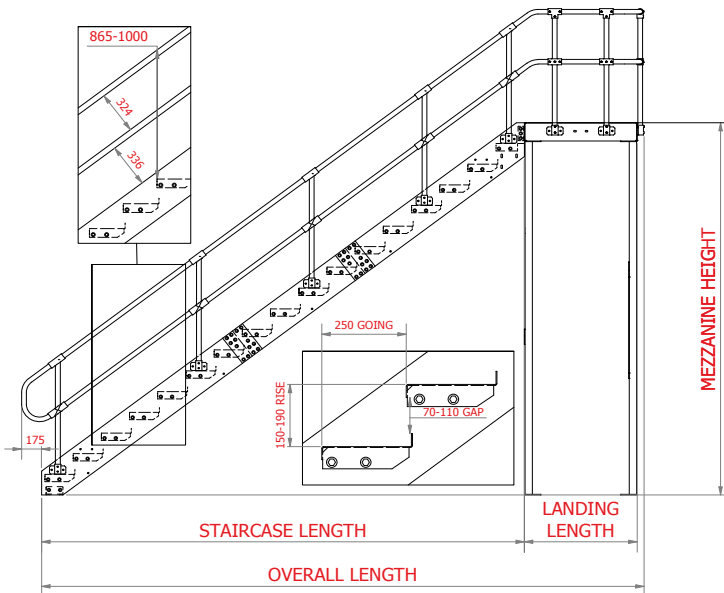 865-1000
324
336
250 GOING
150-190 RISE
70-110 GAP
175
MEZZANINE HEIGHT
STAIRCASE LENGTH
LANDING
LENGTH
OVERALL LENGTH